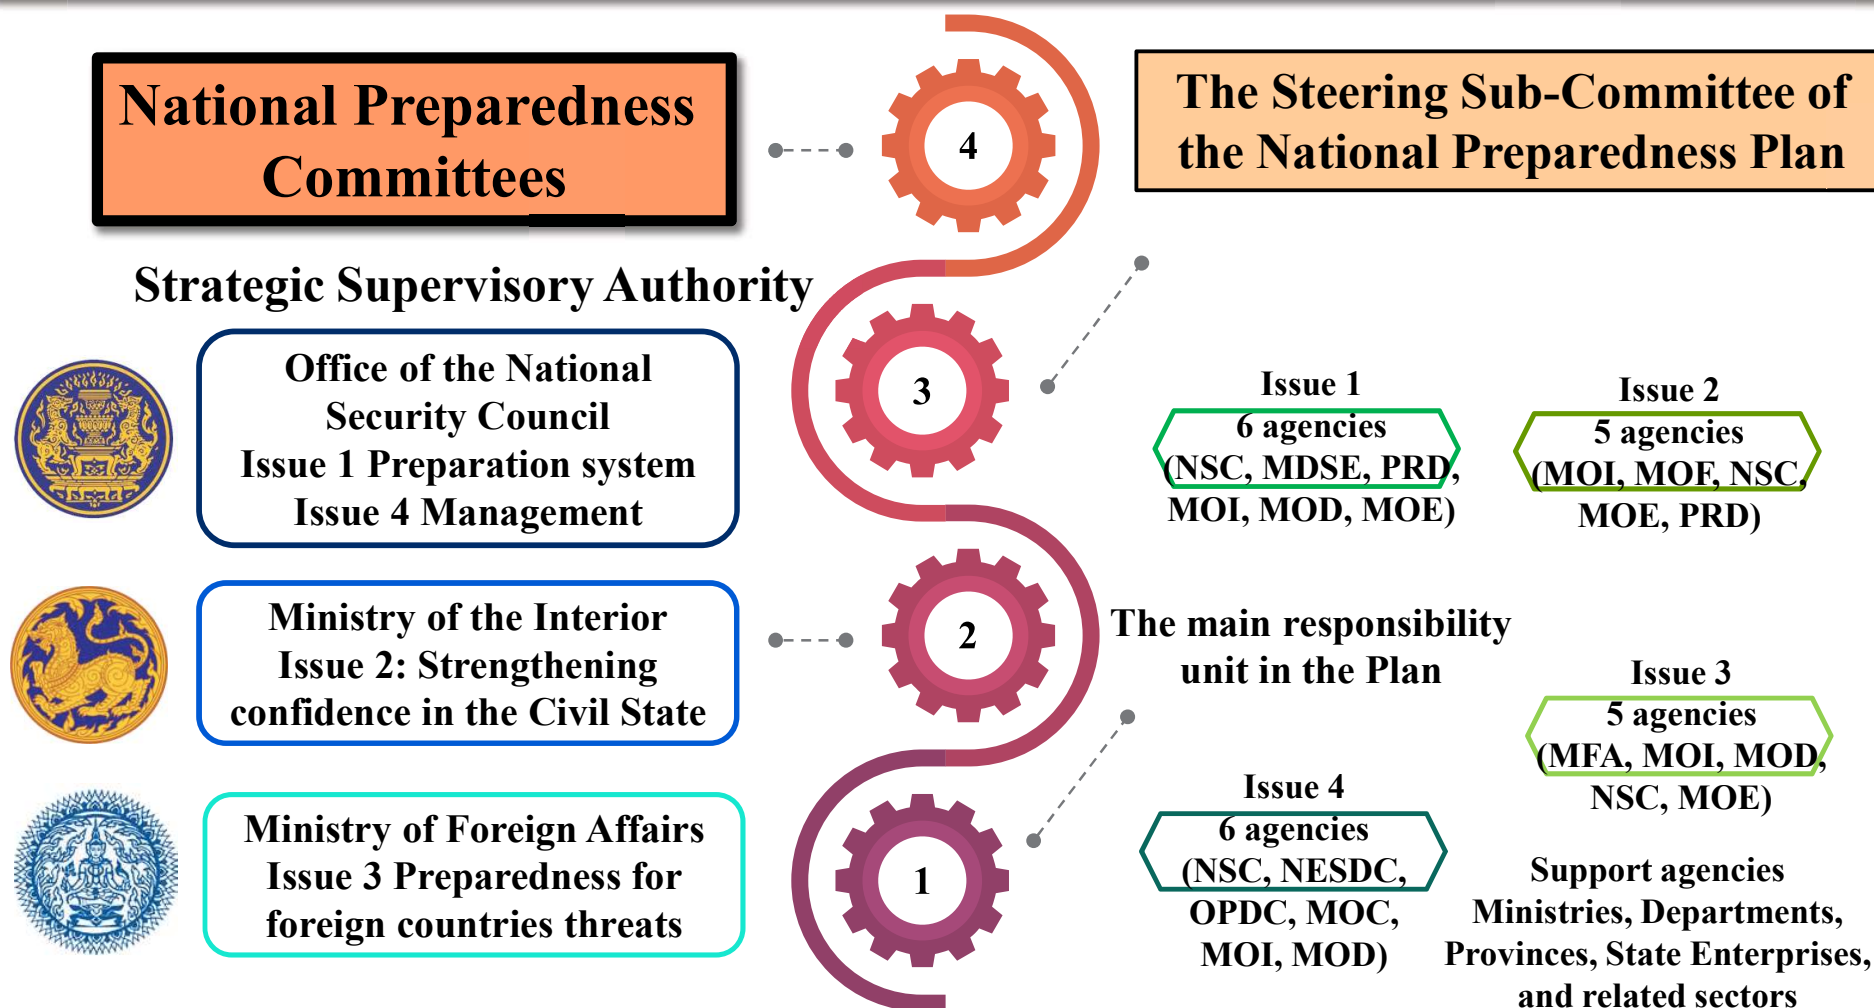 National Preparedness
Committees
4
The Steering Sub-Committee of
the National Preparedness Plan
Strategic Supervisory Authority
Office of the National
Security Council
Issue 1 Preparation system
Issue 4 Management
3
Issue 1
6 agencies
(NSC, MDSE, PRD,
MOI, MOD, MOE)
Issue 2
5 agencies
(MOI, MOF, NSC,
MOE, PRD)
Ministry of the Interior
Issue 2: Strengthening
confidence in the Civil State
2
The main responsibility
unit in the Plan
Issue 3
5 agencies
(MFA, MOI, MOD,
NSC, MOE)
Ministry of Foreign Affairs
Issue 3 Preparedness for
foreign countries threats
1
Issue 4
6 agencies
(NSC, NESDC,
OPDC, MOC,
MOI, MOD)
Support agencies
Ministries, Departments,
Provinces, State Enterprises,
and related sectors